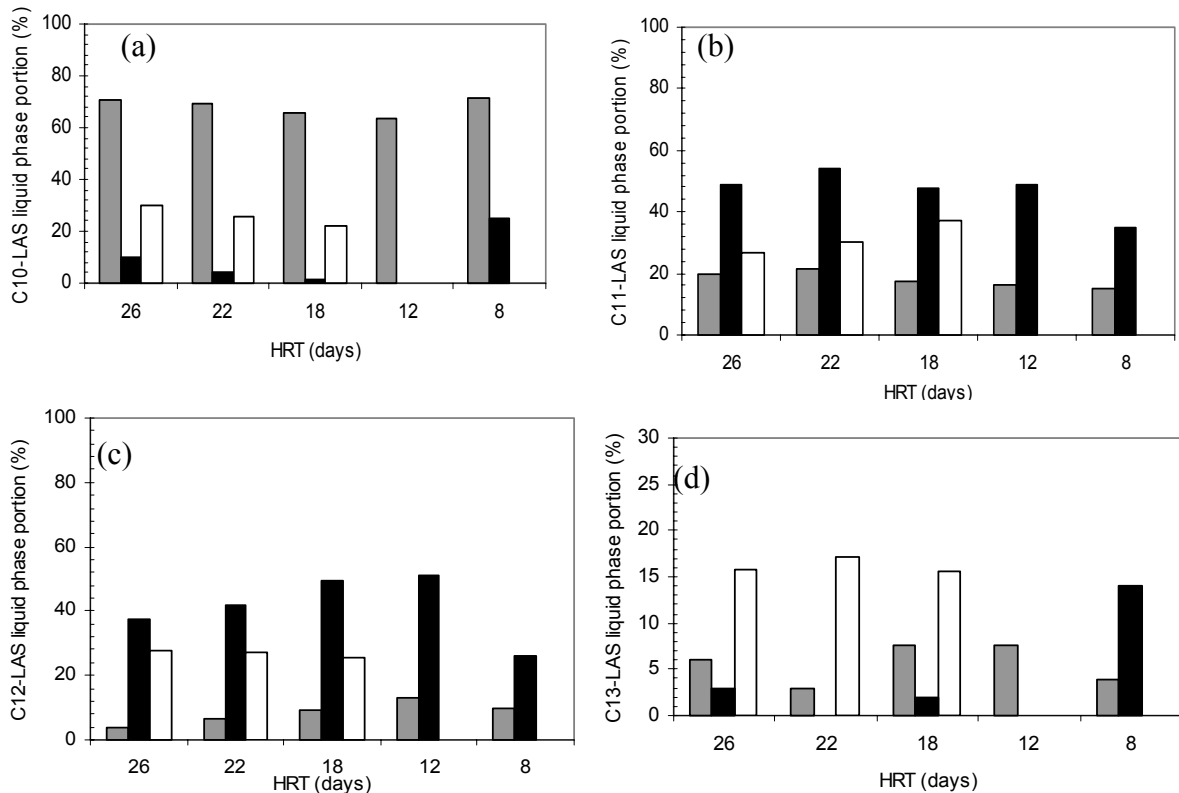 (a)
C10-LAS liquid phase portion (%)
100
80
60
40
20
0
26 22 18 12 8
HRT (days)
(b)
C11-LAS liquid phase portion (%)
100
80
60
40
20
0
26 22 18 12 8
HRT (days)
(c)
C12-LAS liquid phase portion (%)
100
80
60
40
20
0
26 22 18 12 8
HRT (days)
(d)
C13-LAS liquid phase portion (%)
30
25
20
15
10
5
0
26 22 18 12 8
HRT (days)